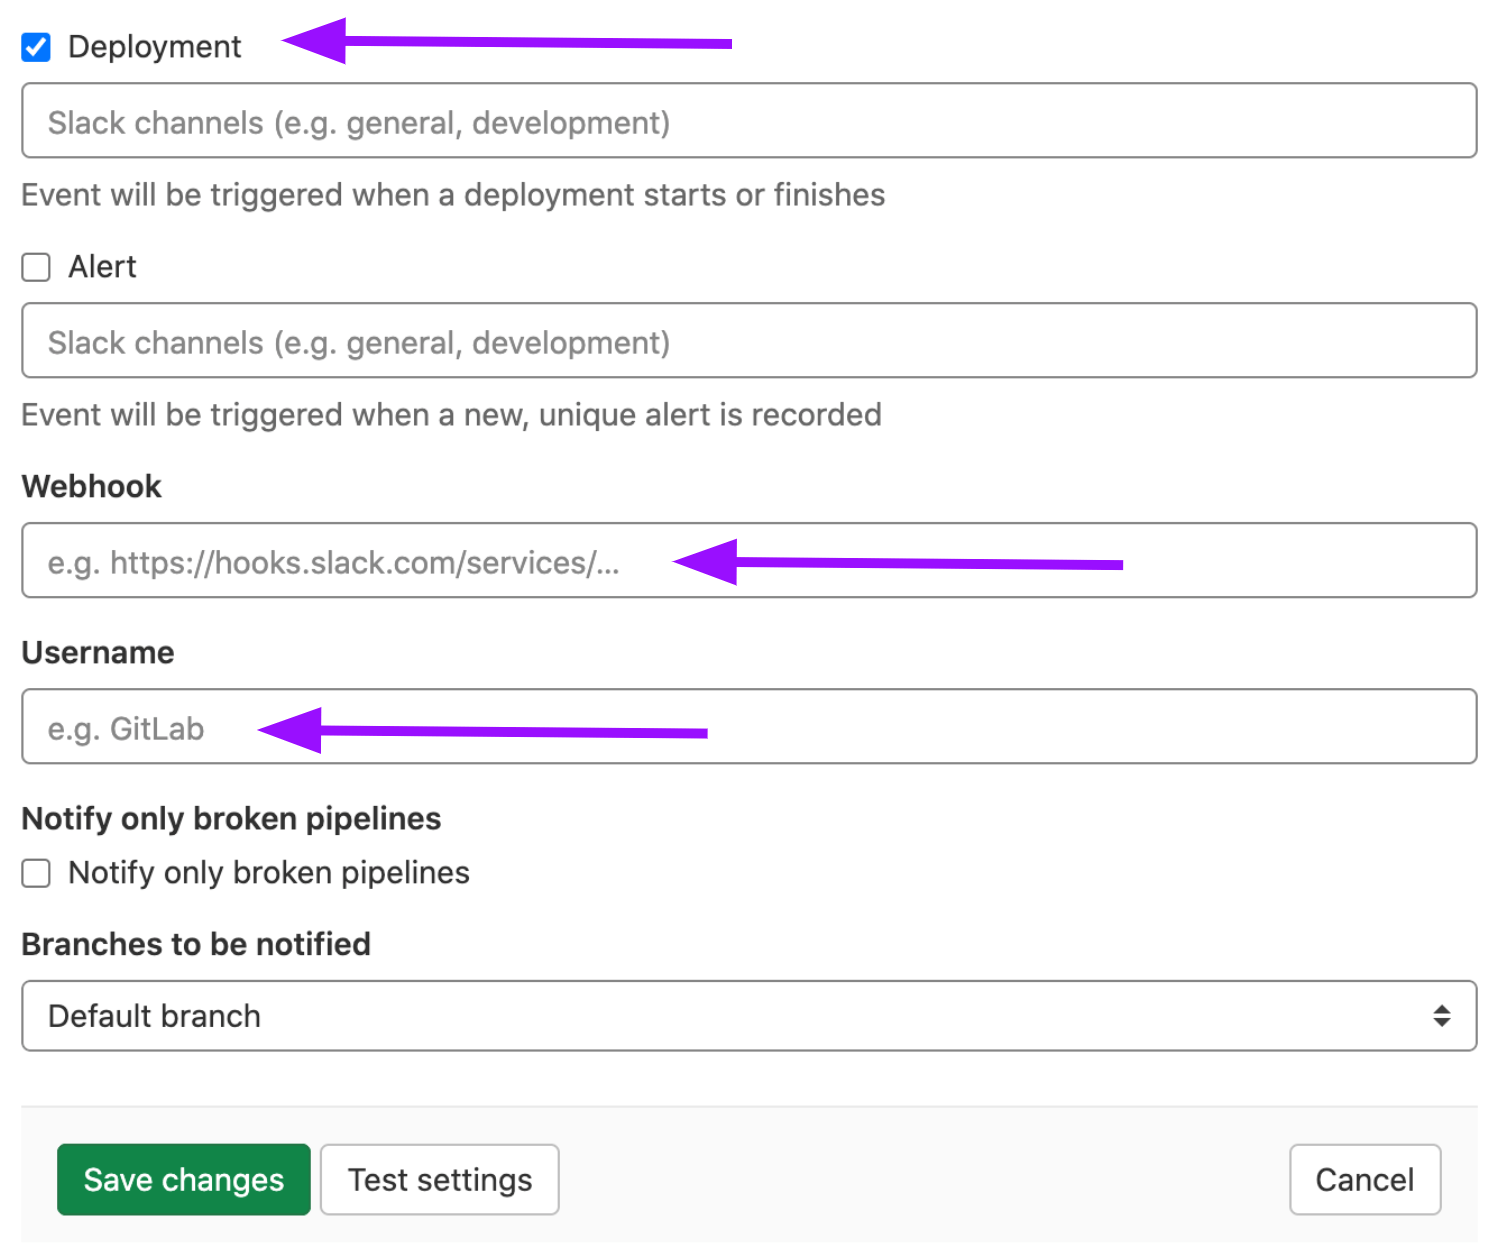 Deployment
Slack channels (e.g. general, development)
Event will be triggered when a deployment starts or finishes
Alert
Slack channels (e.g. general, development)
Event will be triggered when a new, unique alert is recorded
Webhook
e.g. https://hooks.slack.com/services/...
Username
e.g. GitLab
Notify only broken pipelines
Notify only broken pipelines
Branches to be notified
Default branch
Save changes Test settings Cancel